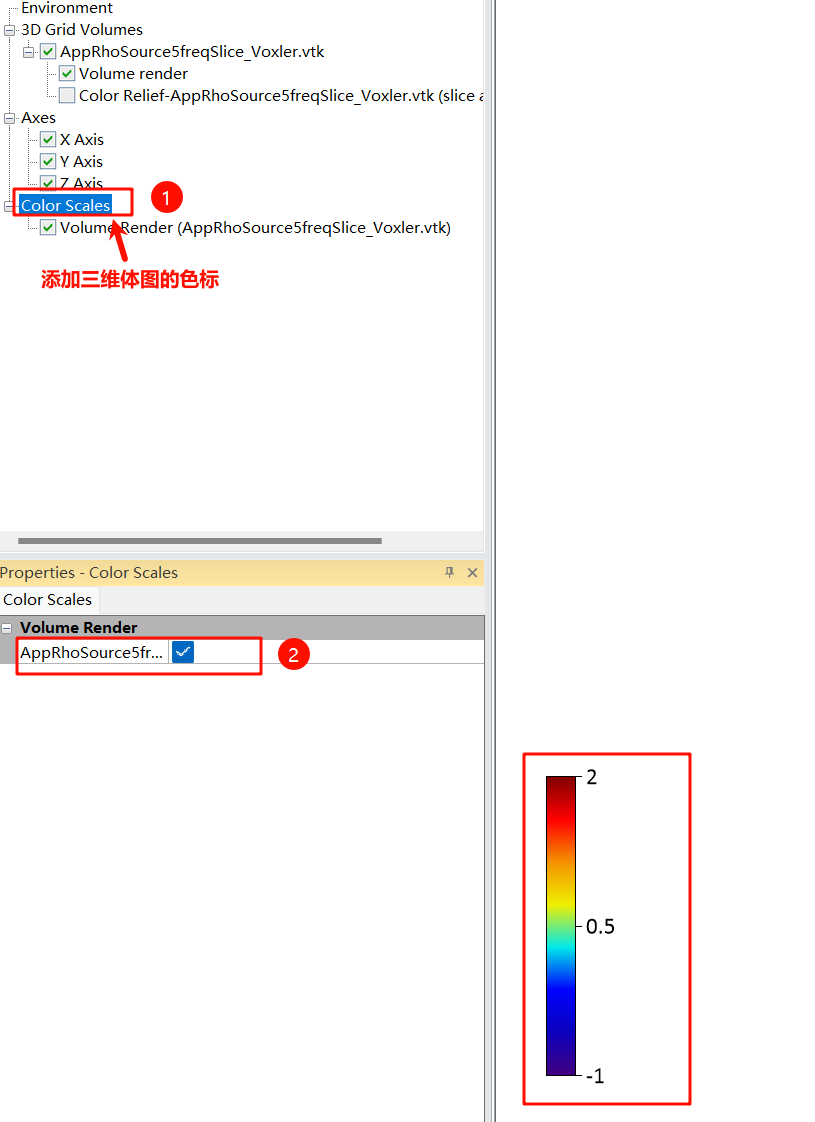 Environment
3D Grid Volumes
AppRhoSource5freqSlice_Voxler.vtk
Volume render
Color Relief-AppRhoSource5freqSlice_Voxler.vtk (slice a
Axes
X Axis
Y Axis
Z Axis
Color Scales
1
Volume Render (AppRhoSource5freqSlice_Voxler.vtk)
添加三维体图的色标
Properties - Color Scales
Color Scales
Volume Render
AppRhoSource5fr...
2
2
0.5
-1